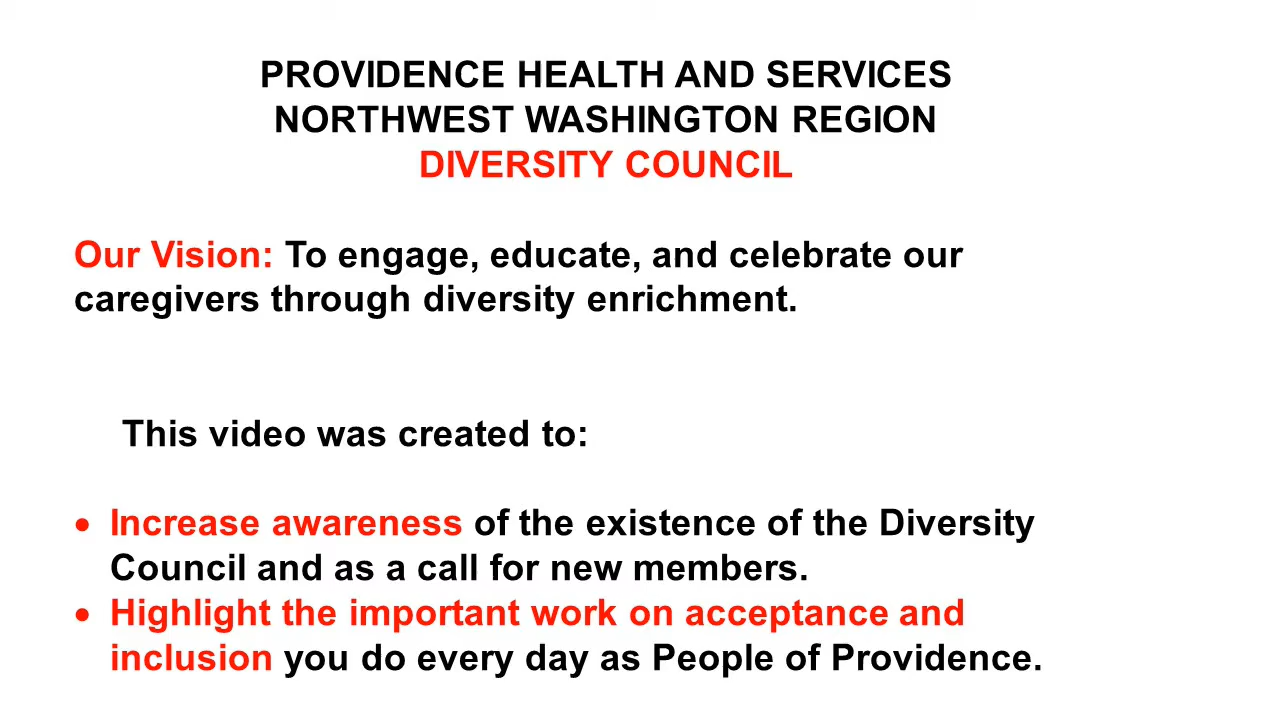 PROVIDENCE HEALTH AND SERVICES
NORTHWEST WASHINGTON REGION
DIVERSITY COUNCIL
Our Vision: To engage, educate, and celebrate our
caregivers through diversity enrichment.
This video was created to:
• Increase awareness of the existence of the Diversity
Council and as a call for new members.
• Highlight the important work on acceptance and
inclusion you do every day as People of Providence.